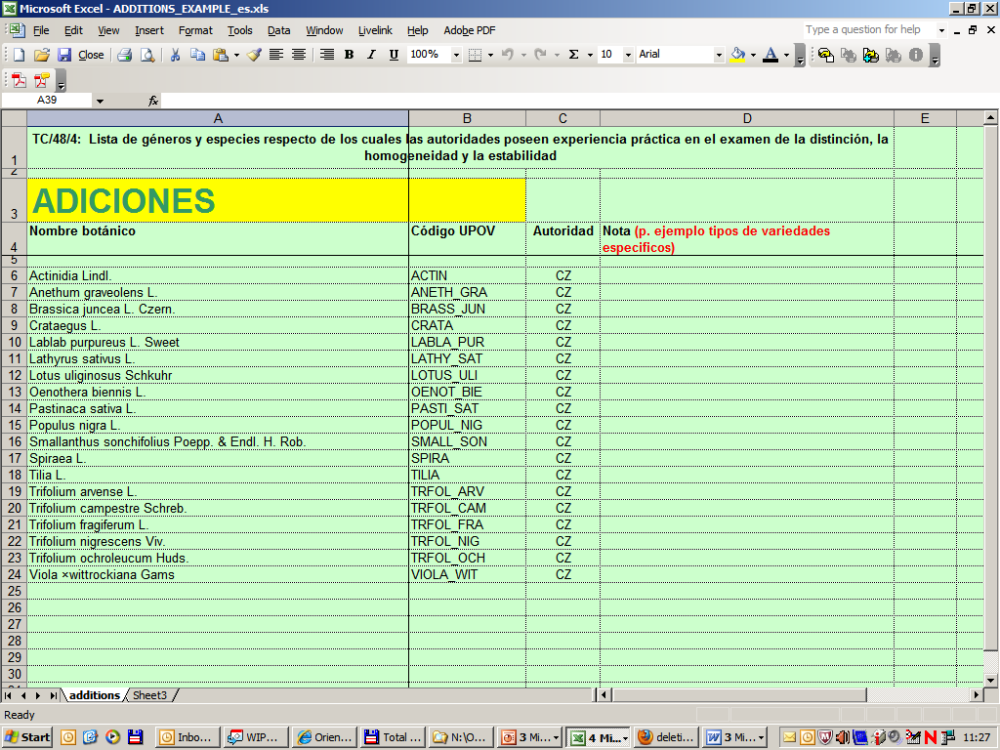 Microsoft Excel - ADDITIONS_EXAMPLE_es.xls
File Edit View Insert Format Tools Data Window Livelink Help Adobe PDF
Type a question for help
Close 100% B I U Σ 10 Arial A
A39 fx
A B C D E
1 TC/48/4: Lista de géneros y especies respecto de los cuales las autoridades poseen experiencia práctica en el examen de la distinción, la
homogeneidad y la estabilidad
2
3 ADICIONES
4 Nombre botánico Código UPOV Autoridad Nota (p. ejemplo tipos de variedades
especificos)
5
6 Actinidia Lindl. ACTIN CZ
7 Anethum graveolens L. ANETH_GRA CZ
8 Brassica juncea L. Czern. BRASS_JUN CZ
9 Crataegus L. CRATA CZ
10 Lablab purpureus L. Sweet LABLA_PUR CZ
11 Lathyrus sativus L. LATHY_SAT CZ
12 Lotus uliginosus Schkuhr LOTUS_ULI CZ
13 Oenothera biennis L. OENOT_BIE CZ
14 Pastinaca sativa L. PASTI_SAT CZ
15 Populus nigra L. POPUL_NIG CZ
16 Smallanthus sonchifolius Poepp. & Endl. H. Rob. SMALL_SON CZ
17 Spiraea L. SPIRA CZ
18 Tilia L. TILIA CZ
19 Trifolium arvense L. TRFOL_ARV CZ
20 Trifolium campestre Schreb. TRFOL_CAM CZ
21 Trifolium fragiferum L. TRFOL_FRA CZ
22 Trifolium nigrescens Viv. TRFOL_NIG CZ
23 Trifolium ochroleucum Huds. TRFOL_OCH CZ
24 Viola ×wittrockiana Gams VIOLA_WIT CZ
25
26
27
28
29
30
additions Sheet3
Ready
Start Inbo... WIP... Orien... Total ... N:\O... 3 Mi... 4 Mi... deleti... 3 Mi... 11:27